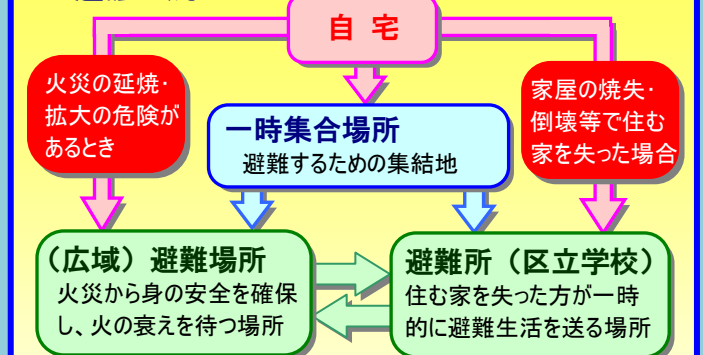 自 宅
火災の延焼・
拡大の危険が
あるとき
一時集合場所
避難するための集結地
家屋の焼失・
倒壊等で住む
家を失った場合
（広域）避難場所
火災から身の安全を確保
し、火の衰えを待つ場所
避難所（区立学校）
住む家を失った方が一時
的に避難生活を送る場所